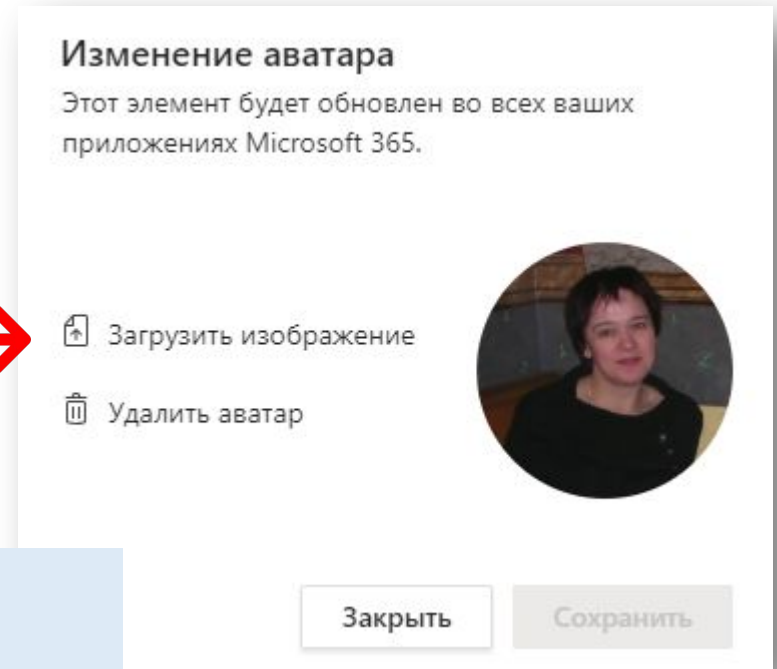 Изменение аватара
Этот элемент будет обновлен во всех ваших
приложениях Microsoft 365.
Загрузить изображение
Удалить аватар
Закрыть
Сохранить